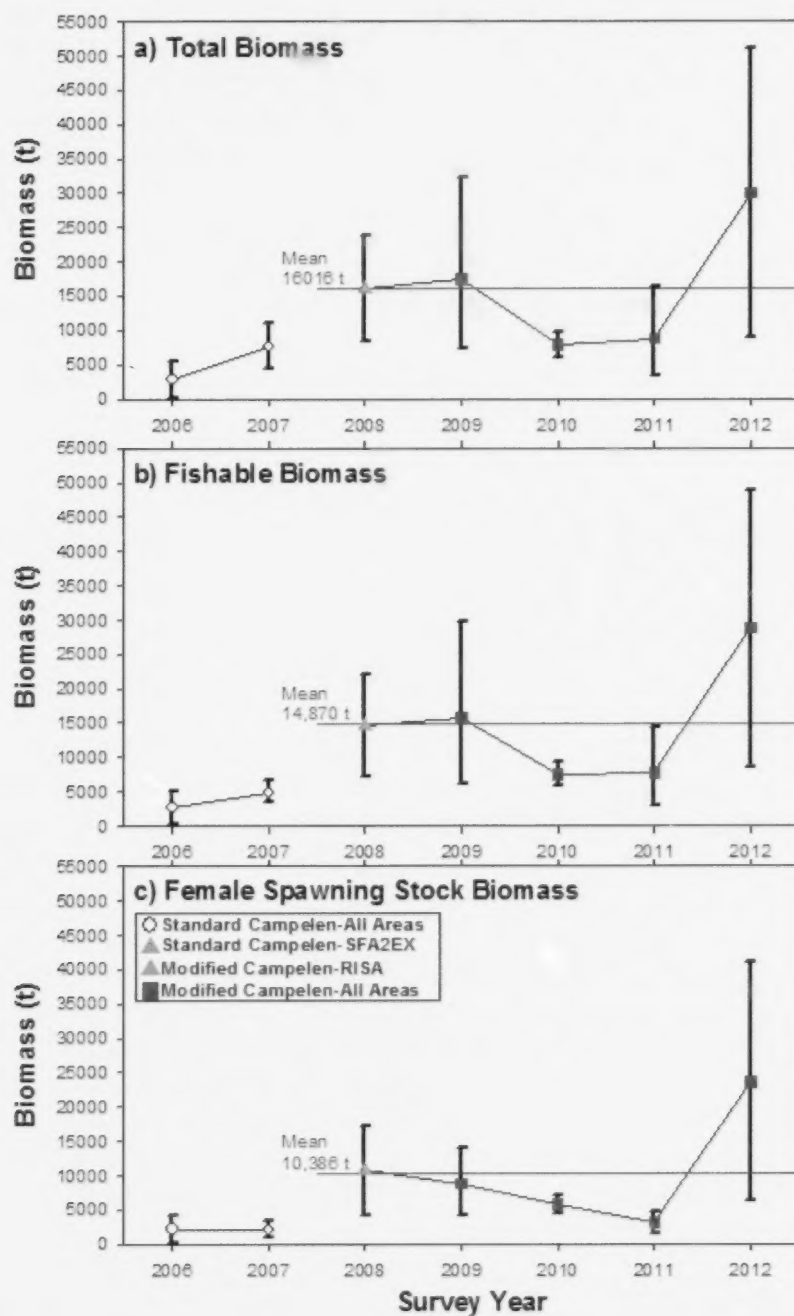 a) Total Biomass
Biomass (t)
55000
50000
45000
40000
35000
30000
25000
20000
15000
10000
5000
0
Mean
16016 t
2006 2007 2008 2009 2010 2011 2012
b) Fishable Biomass
Biomass (t)
55000
50000
45000
40000
35000
30000
25000
20000
15000
10000
5000
0
Mean
14,870 t
2006 2007 2008 2009 2010 2011 2012
c) Female Spawning Stock Biomass
Standard Campelen-All Areas
Standard Campelen-SFA2EX
Modified Campelen-RISA
Modified Campelen-All Areas
Biomass (t)
55000
50000
45000
40000
35000
30000
25000
20000
15000
10000
5000
0
Mean
10,386 t
2006 2007 2008 2009 2010 2011 2012
Survey Year